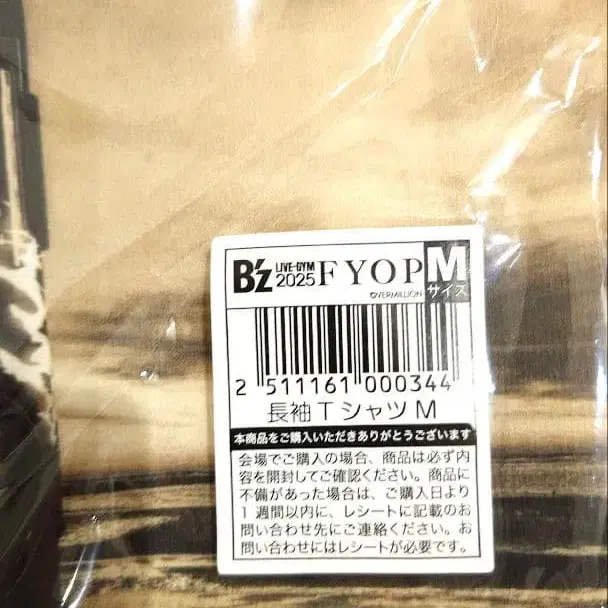 B'z LIVE-GYM 2025 FYOP M サイズ
©VERMILLION
2 511161 000344
長袖TシャツM
本商品をご購入いただきありがとうございます
会場でご購入の場合、商品は必ず内
容を開封してご確認ください。商品に
不備があった場合は、ご購入日より
1週間以内に、レシートに記載のお
問い合わせ先にご連絡ください。お
問い合わせにはレシートが必要です。